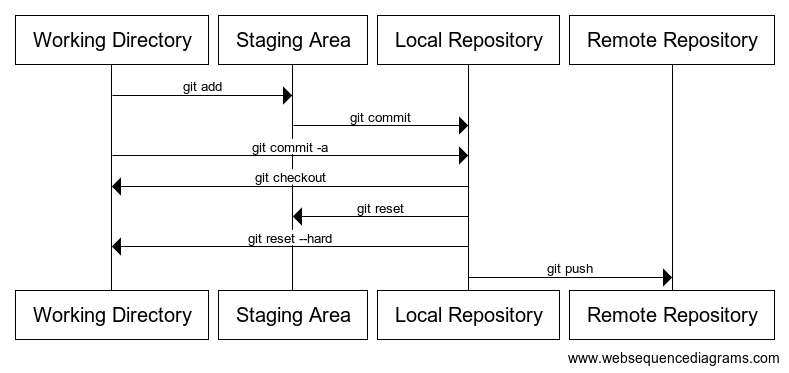 Working Directory
Staging Area
Local Repository
Remote Repository
git add
git commit
git commit -a
git checkout
git reset
git reset --hard
git push
Working Directory
Staging Area
Local Repository
Remote Repository
www.websequencediagrams.com